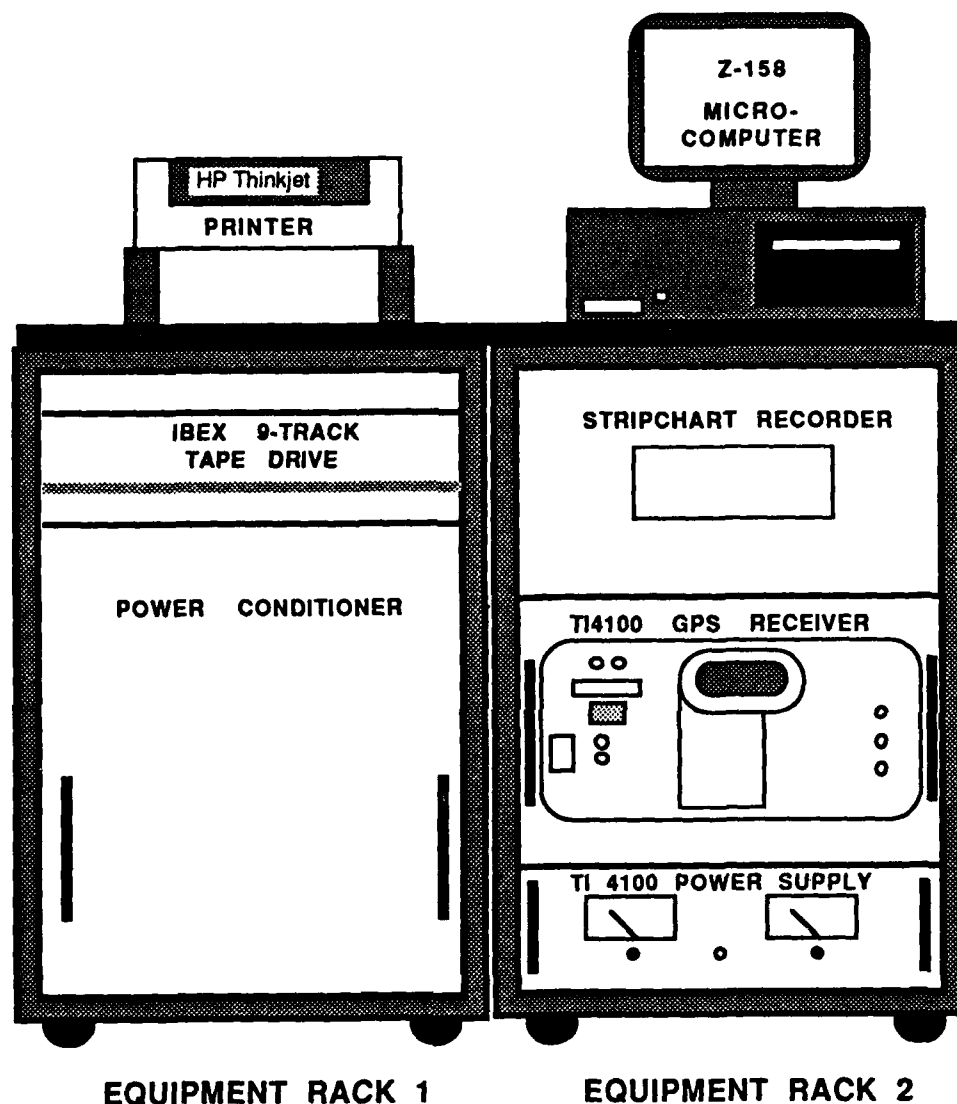 Z-158
MICRO-
COMPUTER
HP Thinkjet
PRINTER
IBEX 9-TRACK
TAPE DRIVE
POWER CONDITIONER
STRIPCHART RECORDER
TI4100 GPS RECEIVER
TI 4100 POWER SUPPLY
EQUIPMENT RACK 1
EQUIPMENT RACK 2